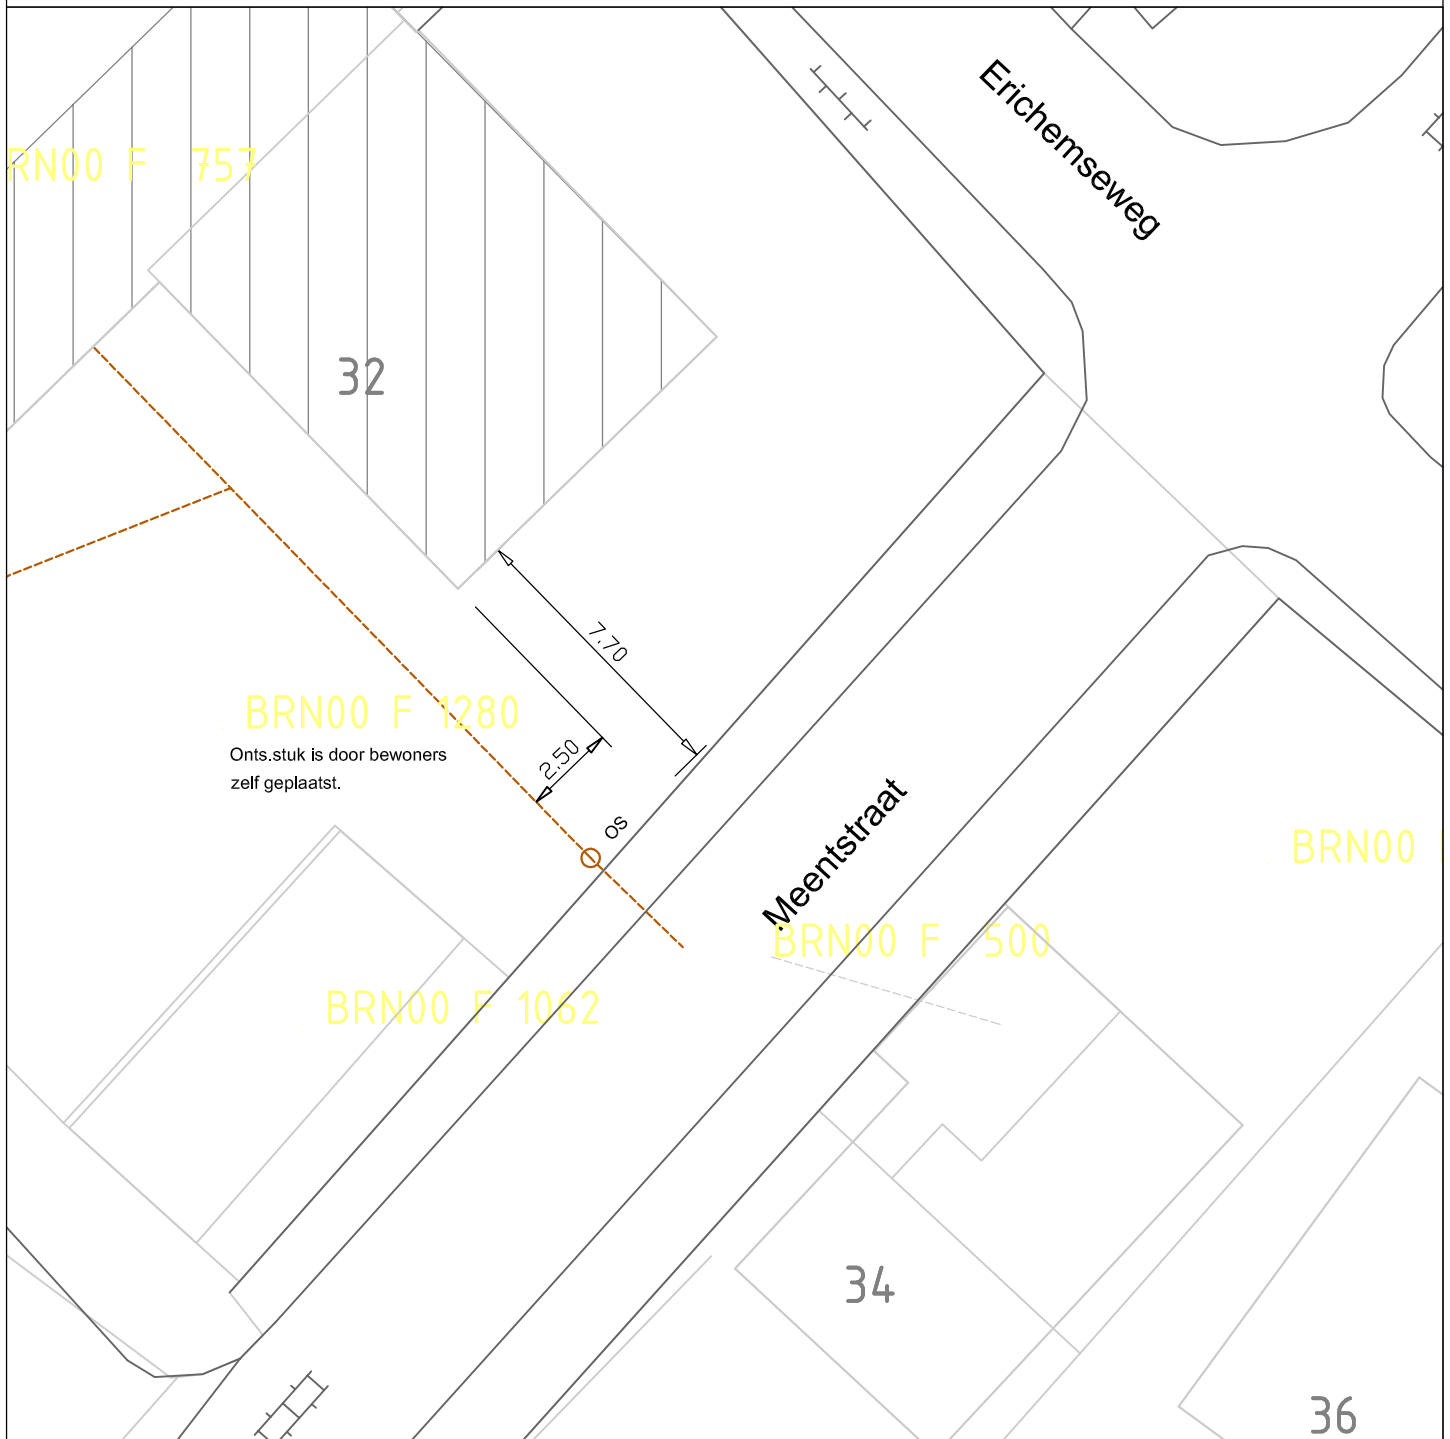 Erichemseweg
RN00 F 757
32
7.70
BRN00 F 1280
Onts.stuk is door bewoners
zelf geplaatst.
2.50
OS
Meentstraat
BRN00
BRN00 F 500
BRN00 F 1062
34
36